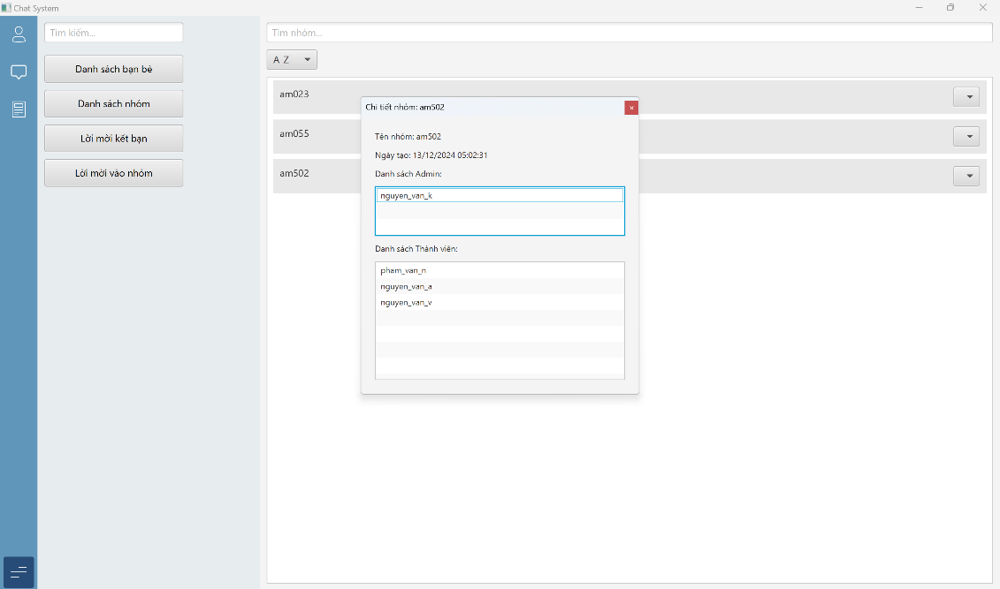 Chat System
Tìm kiếm...
Danh sách bạn bè
Danh sách nhóm
Lời mời kết bạn
Lời mời vào nhóm
Tìm nhóm...
A Z
am023
am055
am502
Chi tiết nhóm: am502
Tên nhóm: am502
Ngày tạo: 13/12/2024 05:02:31
Danh sách Admin:
nguyen_van_k
Danh sách Thành viên:
pham_van_n
nguyen_van_a
nguyen_van_v